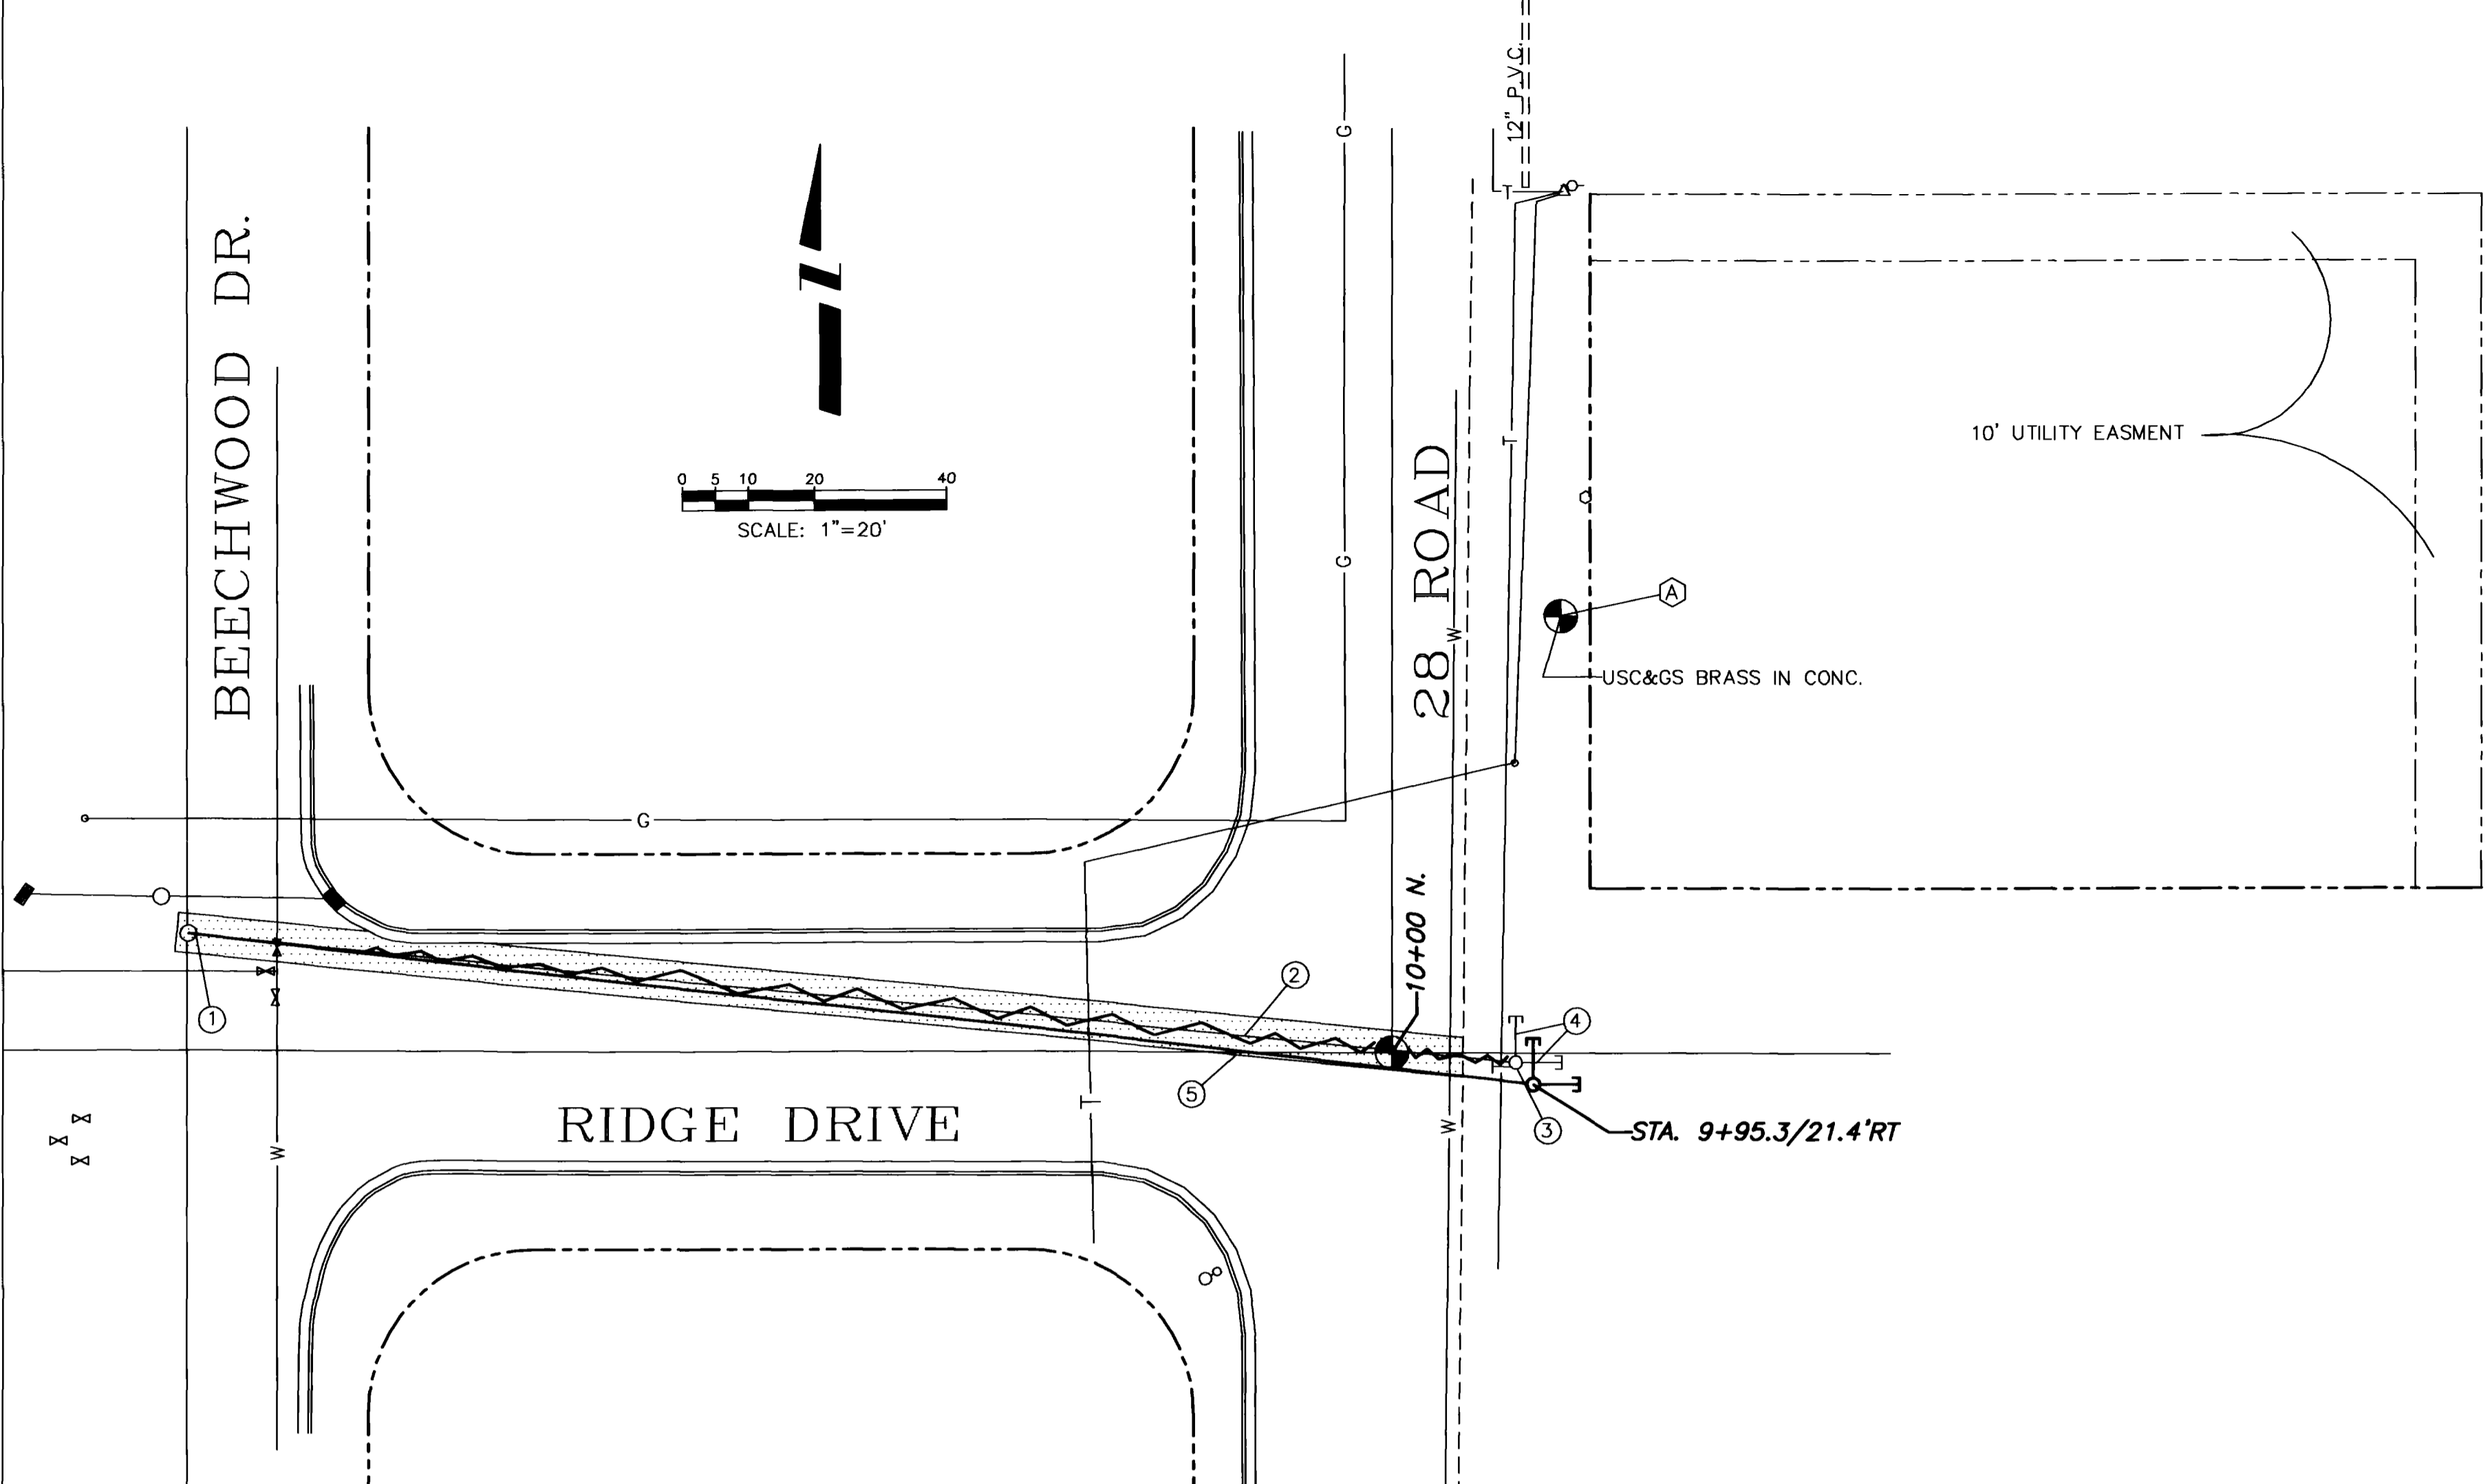 12" P.V.C.
G
T
BEECHWOOD DR.
0 5 10 20 40
SCALE: 1"=20'
10' UTILITY EASMENT
T
28 ROAD
G
A
W
USC&GS BRASS IN CONC.
G
10+00 N.
2
1
4
5
T
3
RIDGE DRIVE
STA. 9+95.3/21.4'RT
W
W